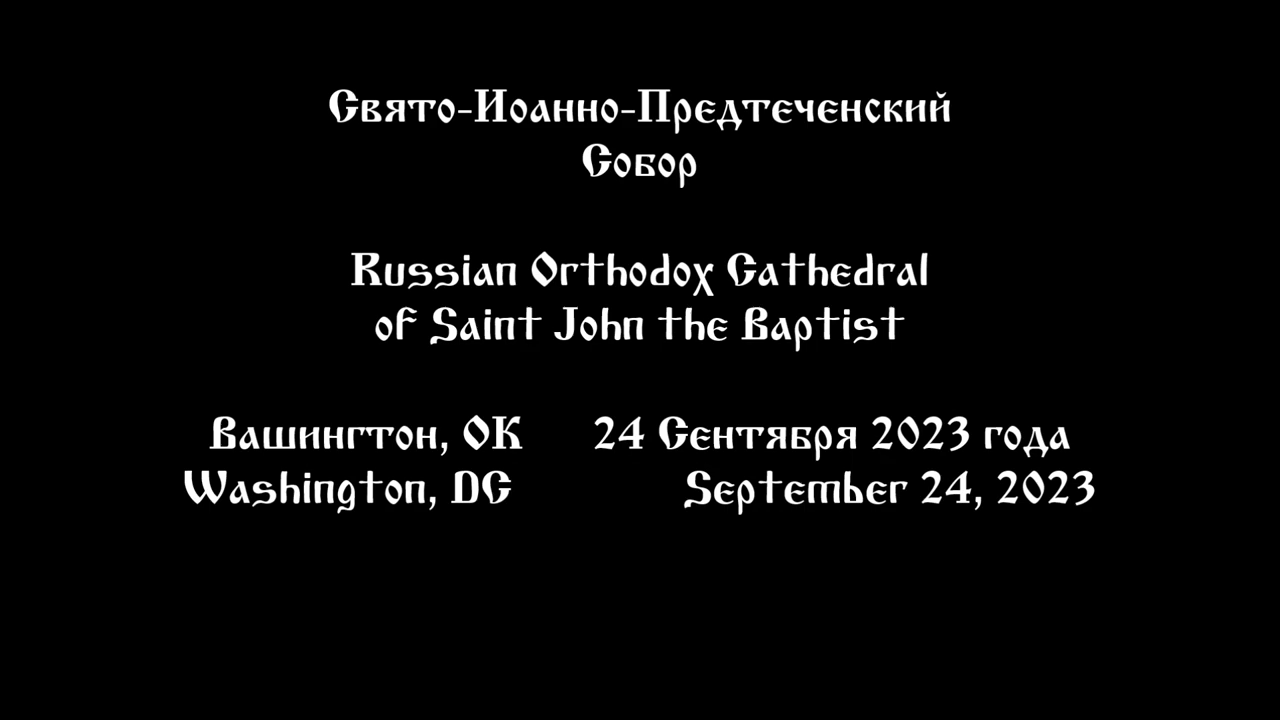 Свято-Иоанно-Предтеченский
Собор
Russian Orthodox Cathedral
of Saint John the Baptist
Вашингтон, ОК 24 Сентября 2023 года
Washington, DC September 24, 2023